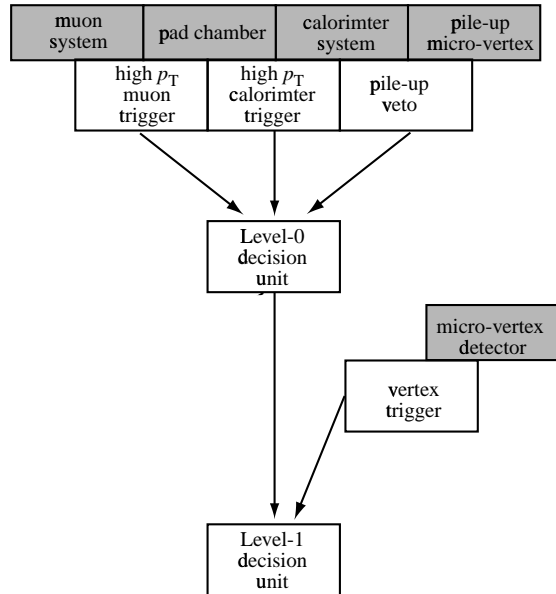 muon
system
pad chamber
calorimter
system
pile-up
micro-vertex
high pT
muon
trigger
high pT
calorimter
trigger
pile-up
veto
Level-0
decision
unit
micro-vertex
detector
vertex
trigger
Level-1
decision
unit